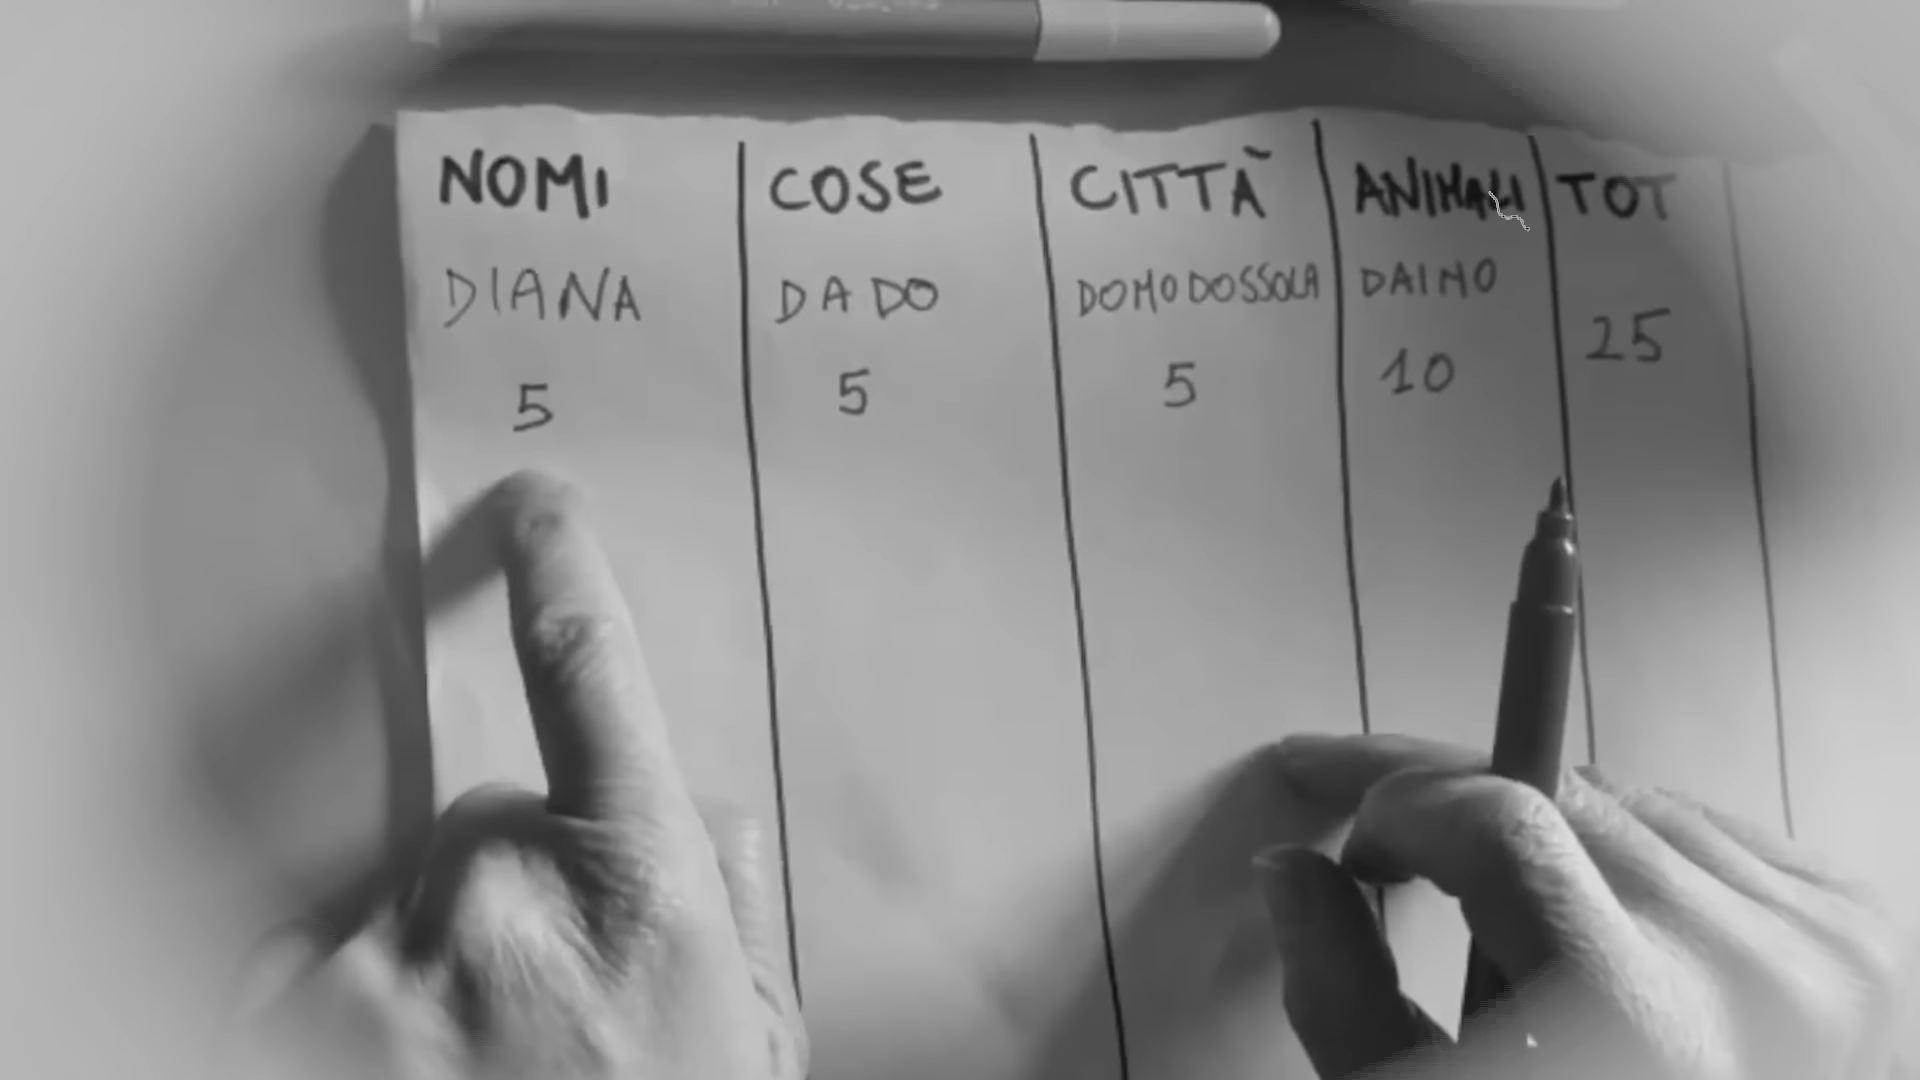 NOMI COSE CITTÀ ANIMALI TOT
DIANA DADO DOMODOSSOLA DAINO
5 5 5 10 25